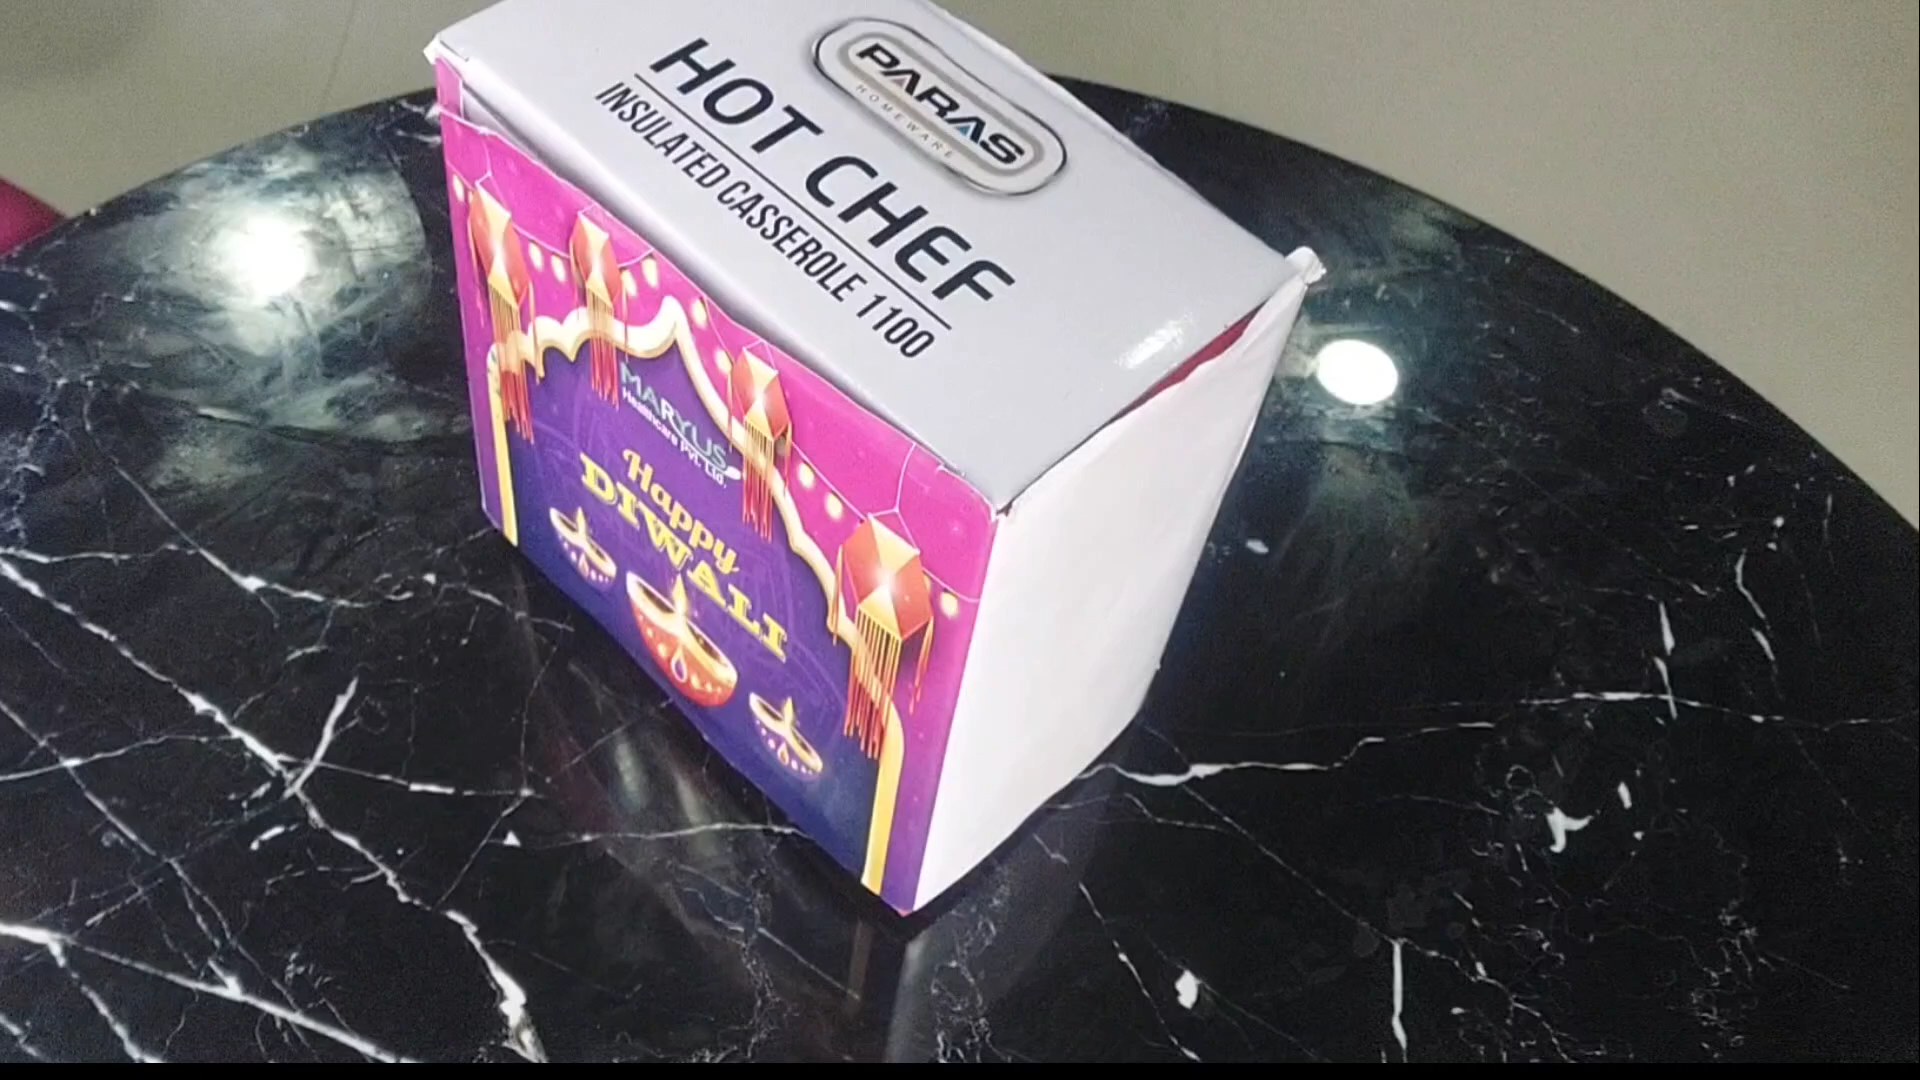 PARAS
HOMEWARE
HOT CHEF
INSULATED CASSEROLE 1100
MARYUS
Healthcare Pvt. Ltd.
Happy
DIWALI